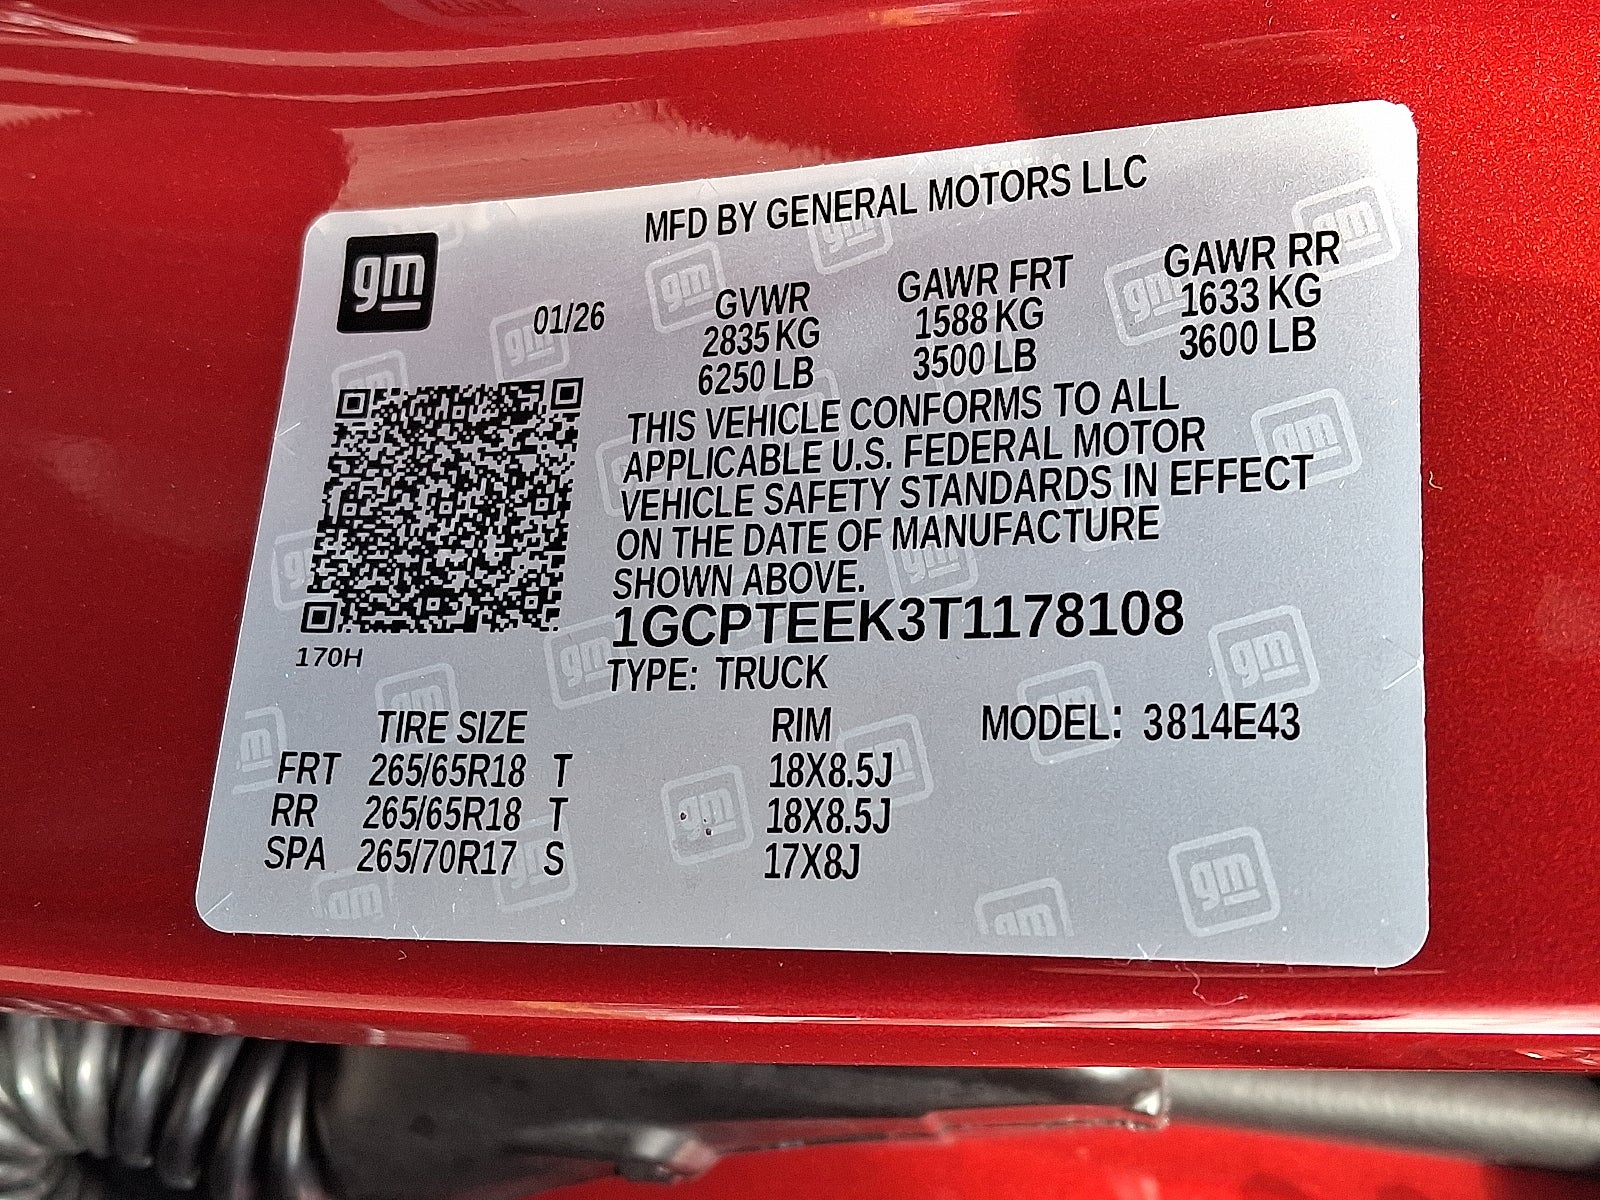 MFD BY GENERAL MOTORS LLC
gm
01/26
GVWR GAWR FRT GAWR RR
2835 KG 1588 KG 1633 KG
6250 LB 3500 LB 3600 LB
THIS VEHICLE CONFORMS TO ALL
APPLICABLE U.S. FEDERAL MOTOR
VEHICLE SAFETY STANDARDS IN EFFECT
ON THE DATE OF MANUFACTURE
SHOWN ABOVE.
1GCPTEEK3T1178108
170H
TYPE: TRUCK
TIRE SIZE RIM MODEL: 3814E43
FRT 265/65R18 T 18X8.5J
RR 265/65R18 T 18X8.5J
SPA 265/70R17 S 17X8J